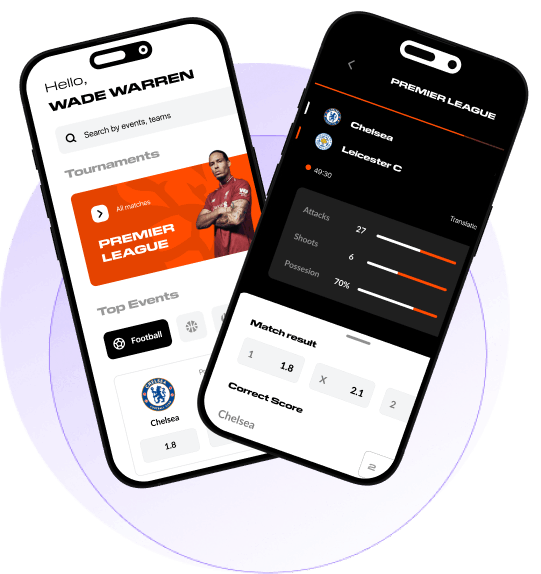 Hello,
WADE WARREN
Search by events, teams
Tournaments
All matches
PREMIER
LEAGUE
Top Events
Football
Chelsea
1.8
PREMIER LEAGUE
Chelsea
Leicester C
49:30
Translatic
Attacks
27
Shoots
6
Possesion
70%
Match result
1
1.8
X
2.1
2
Correct Score
Chelsea
2